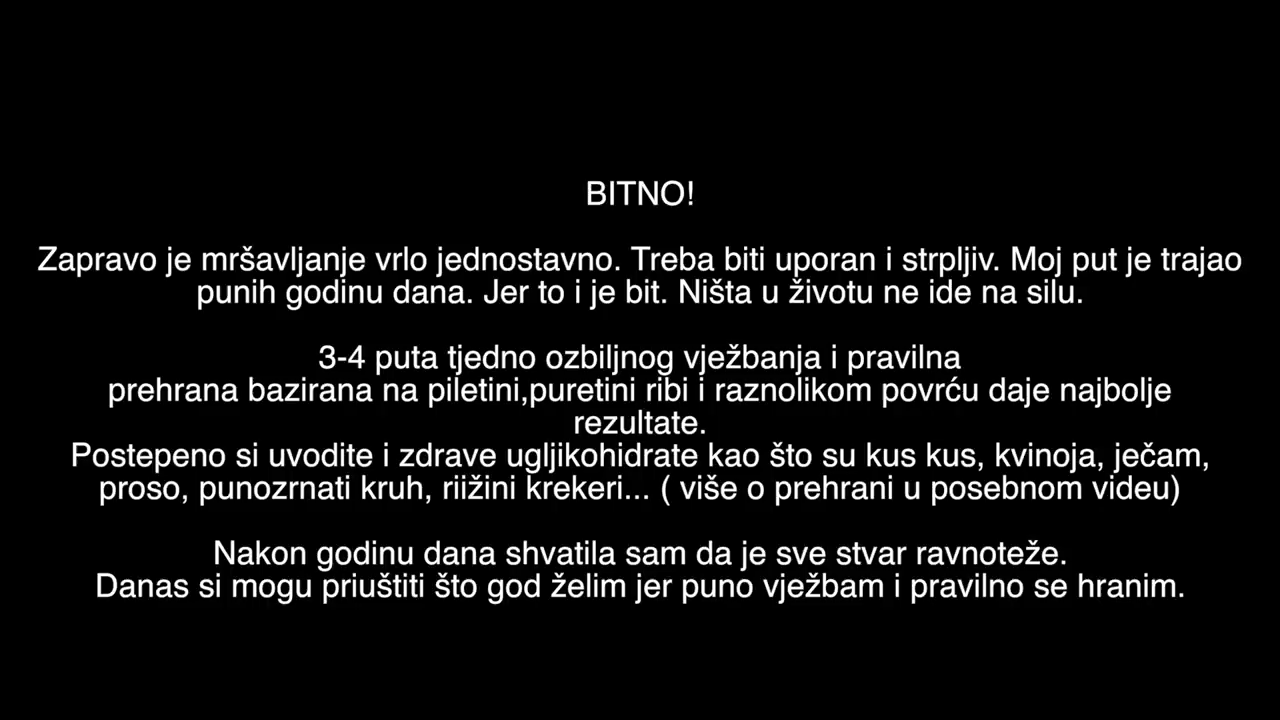 BITNO!
Zapravo je mršavljanje vrlo jednostavno. Treba biti uporan i strpljiv. Moj put je trajao
punih godinu dana. Jer to i je bit. Ništa u životu ne ide na silu.
3-4 puta tjedno ozbiljnog vježbanja i pravilna
prehrana bazirana na piletini,puretini ribi i raznolikom povrću daje najbolje
rezultate.
Postepeno si uvodite i zdrave ugljikohidrate kao što su kus kus, kvinoja, ječam,
proso, punozrnati kruh, riižini krekeri... ( više o prehrani u posebnom videu)
Nakon godinu dana shvatila sam da je sve stvar ravnoteže.
Danas si mogu priuštiti što god želim jer puno vježbam i pravilno se hranim.